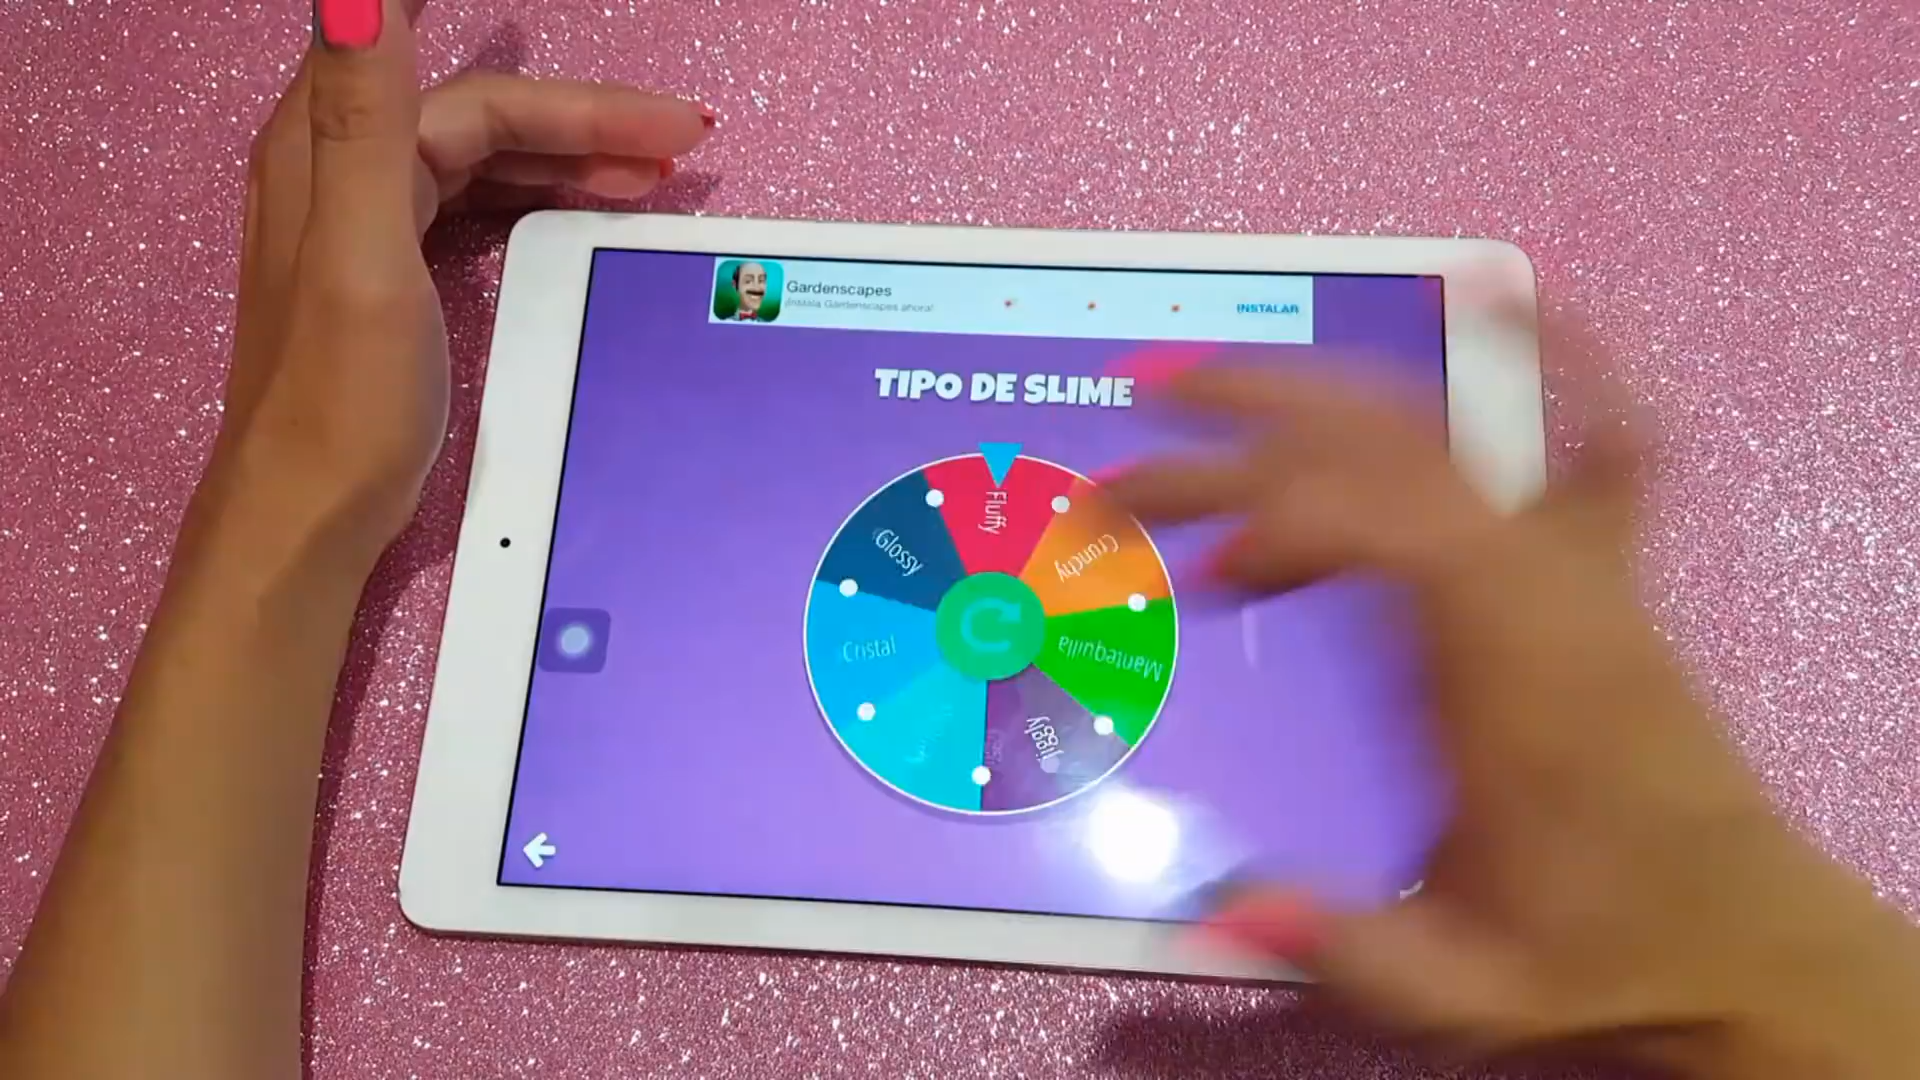 Gardenscapes
¡Instala Gardenscapes ahora!
INSTALAR
TIPO DE SLIME
Fluffy
Glossy
Crunchy
Cristal
Mantequilla
Jiggly